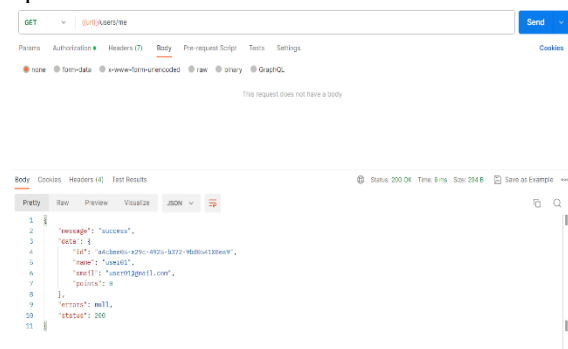 GET {{url}}/users/me Send
Params Authorization Headers (7) Body Pre-request Script Tests Settings Cookies
none form-data x-www-form-urlencoded raw binary GraphQL
This request does not have a body
Body Cookies Headers (4) Test Results Status: 200 OK Time: 6 ms Size: 294 B Save as Example
Pretty Raw Preview Visualize JSON
1 {
2 "message": "success",
3 "data": {
4 "id":
5 "name": "user01",
6 "email": "user01@gmail.com",
7 "points": 0
8 },
9 "errors": null,
10 "status": 200
11 }